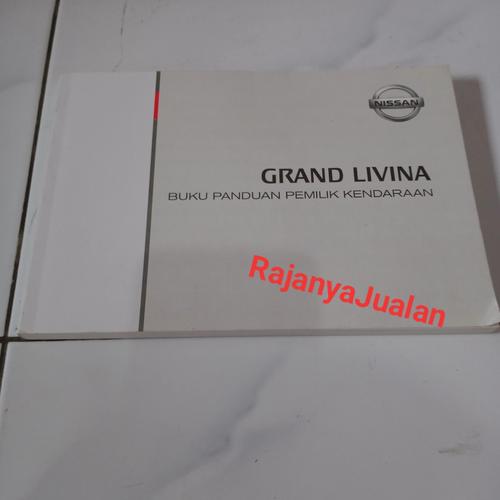 NISSAN
GRAND LIVINA
BUKU PANDUAN PEMILIK KENDARAAN
RajanyaJualan